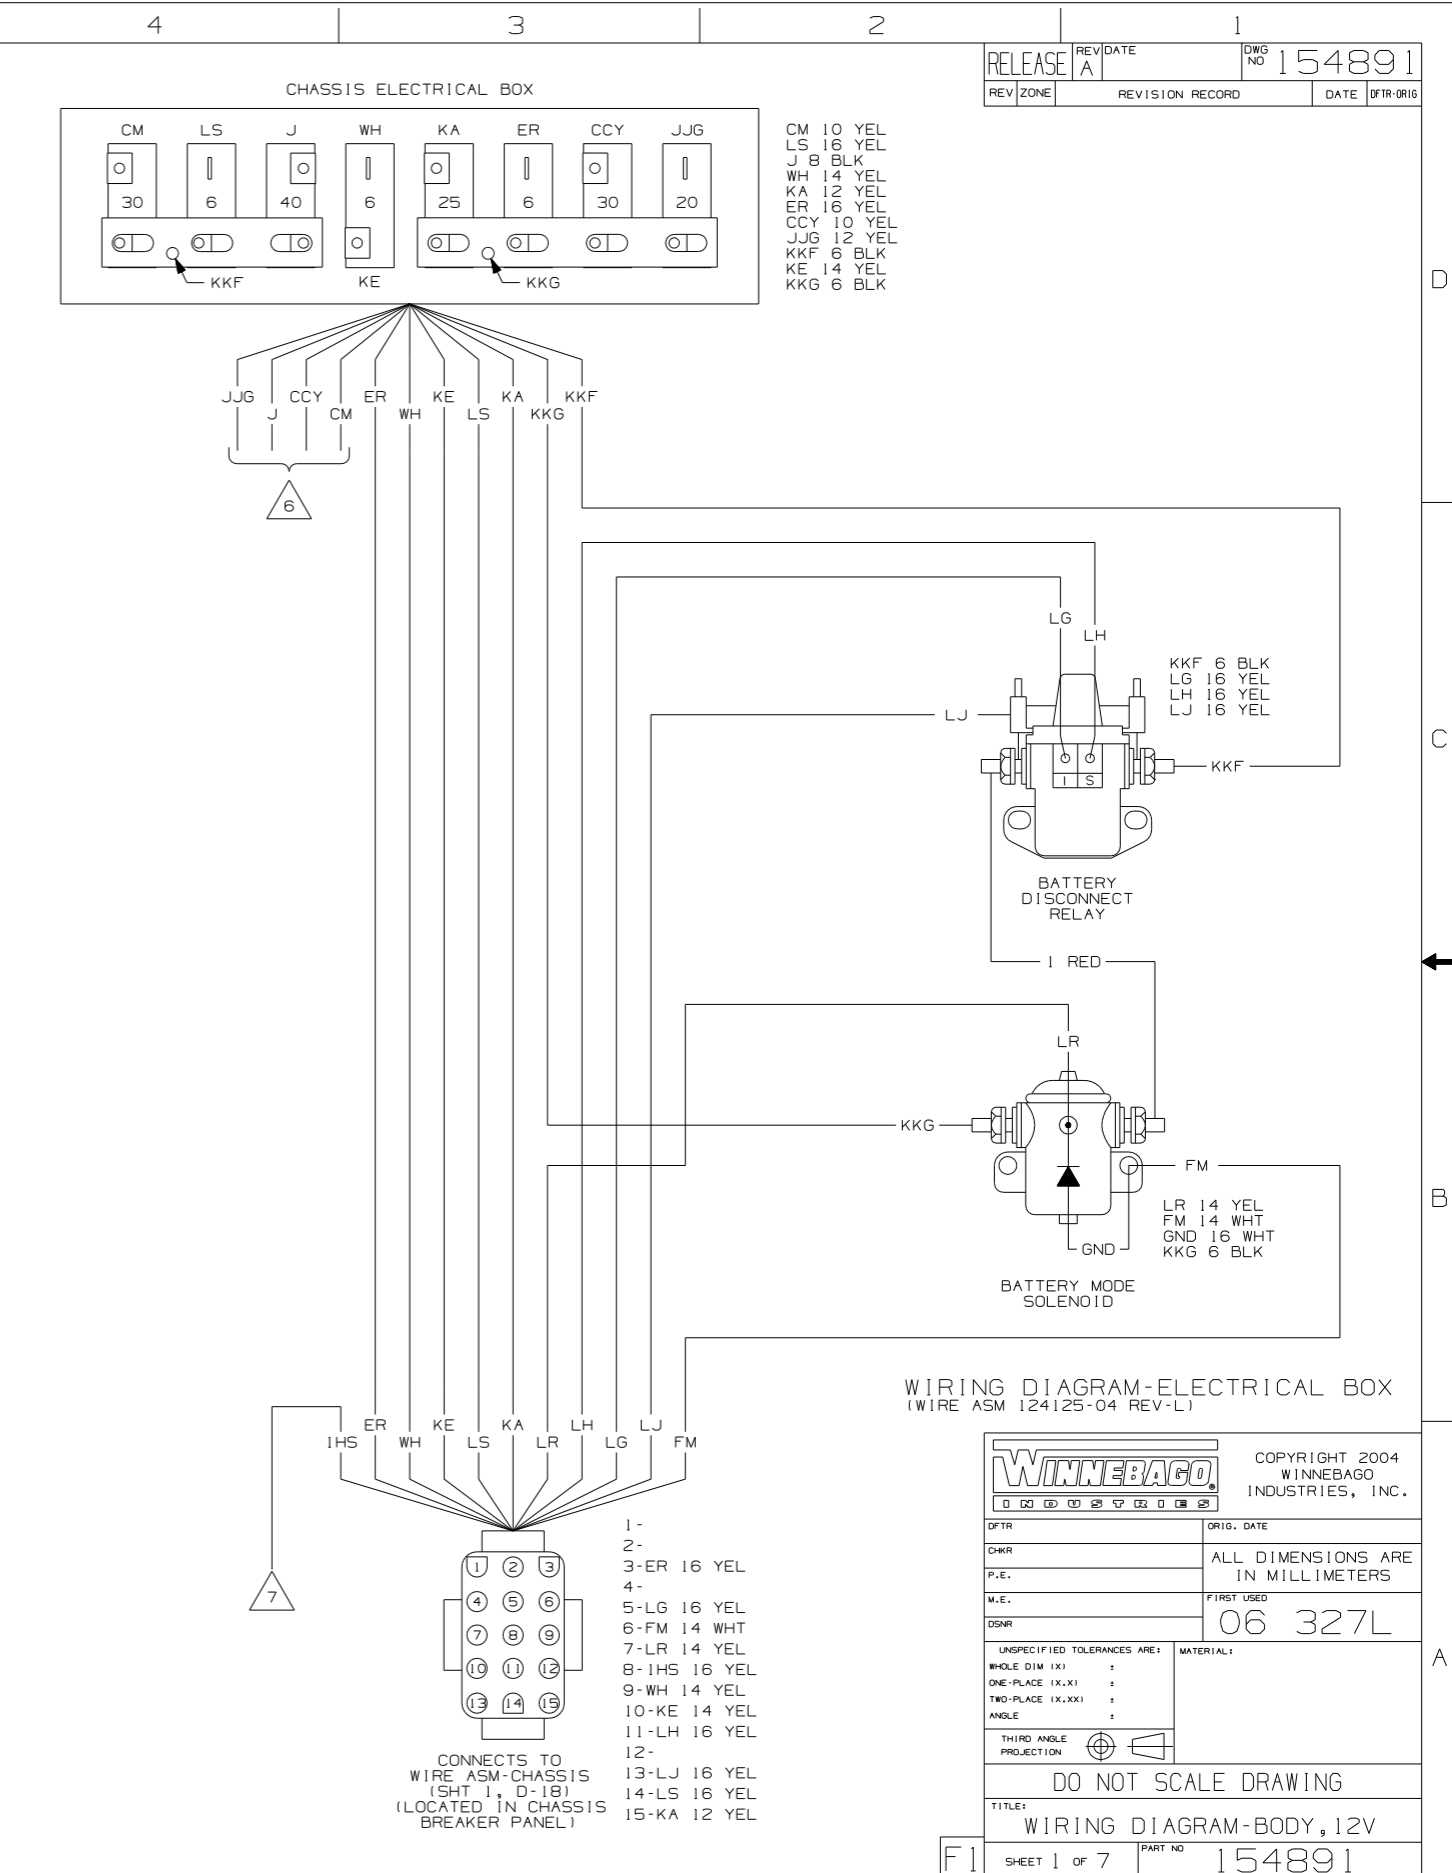 4 3 2 1
RELEASE REV A DATE DWG NO 154891
REV ZONE REVISION RECORD DATE DFTR-ORIG
CHASSIS ELECTRICAL BOX
CM LS J WH KA ER CCY JJG
30 6 40 6 25 6 30 20
KKF KE KKG
CM 10 YEL
LS 16 YEL
J 8 BLK
WH 14 YEL
KA 12 YEL
ER 16 YEL
CCY 10 YEL
JJG 12 YEL
KKF 6 BLK
KE 14 YEL
KKG 6 BLK
D
JJG CCY ER KE KA KKF
J CM WH LS KKG
6
LG
LH
KKF 6 BLK
LG 16 YEL
LH 16 YEL
LJ 16 YEL
LJ
C
KKF
I S
BATTERY
DISCONNECT
RELAY
1 RED
LR
KKG
FM
B
LR 14 YEL
FM 14 WHT
GND 16 WHT
KKG 6 BLK
GND
BATTERY MODE
SOLENOID
WIRING DIAGRAM-ELECTRICAL BOX
(WIRE ASM 124125-04 REV-L)
ER KE KA LH LJ
1HS WH LS LR LG FM
7
1 2 3
4 5 6
7 8 9
10 11 12
13 14 15
1-
2-
3-ER 16 YEL
4-
5-LG 16 YEL
6-FM 14 WHT
7-LR 14 YEL
8-1HS 16 YEL
9-WH 14 YEL
10-KE 14 YEL
11-LH 16 YEL
12-
13-LJ 16 YEL
14-LS 16 YEL
15-KA 12 YEL
CONNECTS TO
WIRE ASM-CHASSIS
(SHT 1, D-18)
(LOCATED IN CHASSIS
BREAKER PANEL)
WINNEBAGO®
INDUSTRIES
COPYRIGHT 2004
WINNEBAGO
INDUSTRIES, INC.
DFTR ORIG. DATE
CHKR
ALL DIMENSIONS ARE
IN MILLIMETERS
P.E.
M.E. FIRST USED
06 327L
DSNR
UNSPECIFIED TOLERANCES ARE: MATERIAL:
WHOLE DIM (X) ±
ONE-PLACE (X.X) ±
TWO-PLACE (X.XX) ±
ANGLE ±
A
THIRD ANGLE
PROJECTION
DO NOT SCALE DRAWING
TITLE:
WIRING DIAGRAM-BODY,12V
F1 SHEET 1 OF 7 PART NO 154891